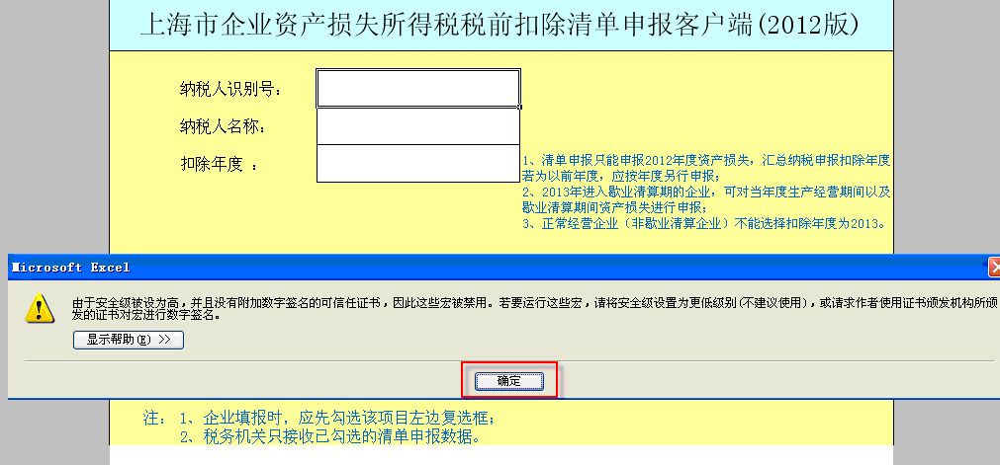 上海市企业资产损失所得税税前扣除清单申报客户端(2012版)
纳税人识别号：
纳税人名称：
扣除年度 ：
1、清单申报只能申报2012年度资产损失，汇总纳税申报扣除年度
若为以前年度，应按年度另行申报；
2、2013年进入歇业清算期的企业，可对当年度生产经营期间以及
歇业清算期间资产损失进行申报；
3、正常经营企业（非歇业清算企业）不能选择扣除年度为2013。
Microsoft Excel
由于安全级被设为高，并且没有附加数字签名的可信任证书，因此这些宏被禁用。若要运行这些宏，请将安全级设置为更低级别(不建议使用)，或请求作者使用证书颁发机构所颁
发的证书对宏进行数字签名。
显示帮助(E) >>
确定
注： 1、企业填报时，应先勾选该项目左边复选框；
2、税务机关只接收已勾选的清单申报数据。